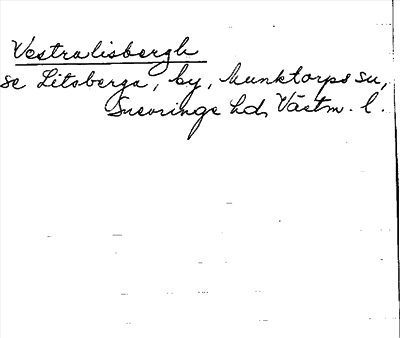 Vestralisbergh
se Litsberga, by, Munktorps sn,
Snevringe hd, Västm. l.